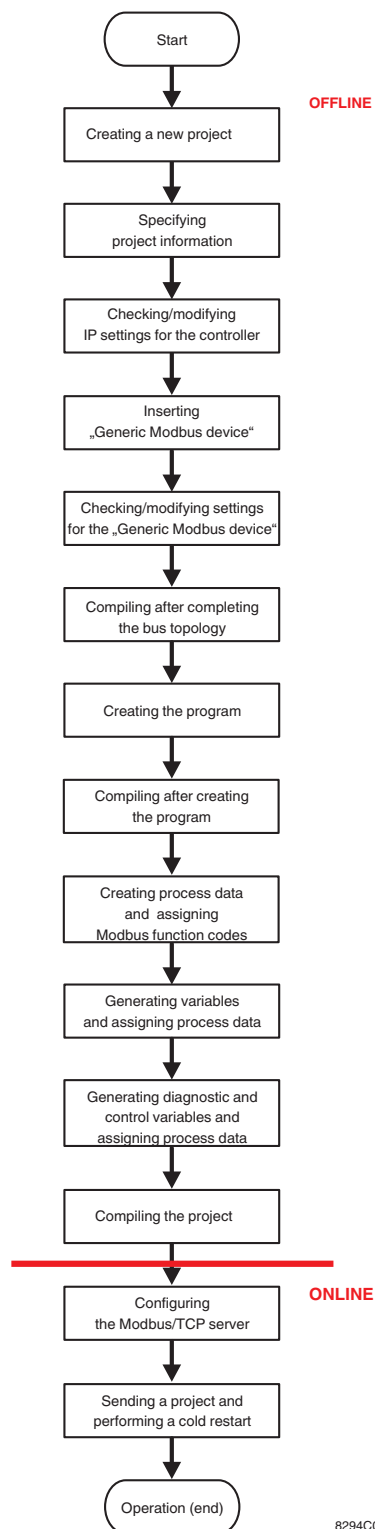 Start
OFFLINE
Creating a new project
Specifying
project information
Checking/modifying
IP settings for the controller
Inserting
„Generic Modbus device“
Checking/modifying settings
for the „Generic Modbus device“
Compiling after completing
the bus topology
Creating the program
Compiling after creating
the program
Creating process data
and assigning
Modbus function codes
Generating variables
and assigning process data
Generating diagnostic and
control variables and
assigning process data
Compiling the project
ONLINE
Configuring
the Modbus/TCP server
Sending a project and
performing a cold restart
Operation (end)